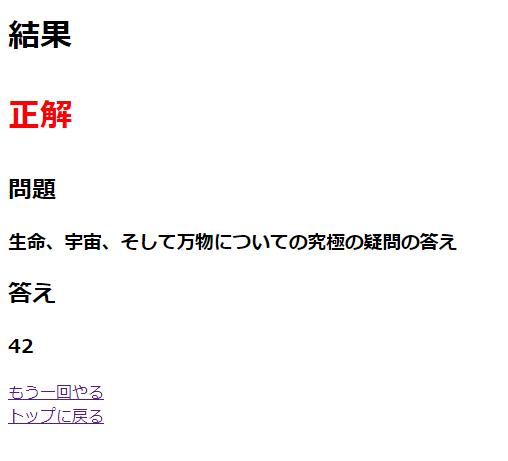 結果
正解
問題
生命、宇宙、そして万物についての究極の疑問の答え
答え
42
もう一回やる
トップに戻る